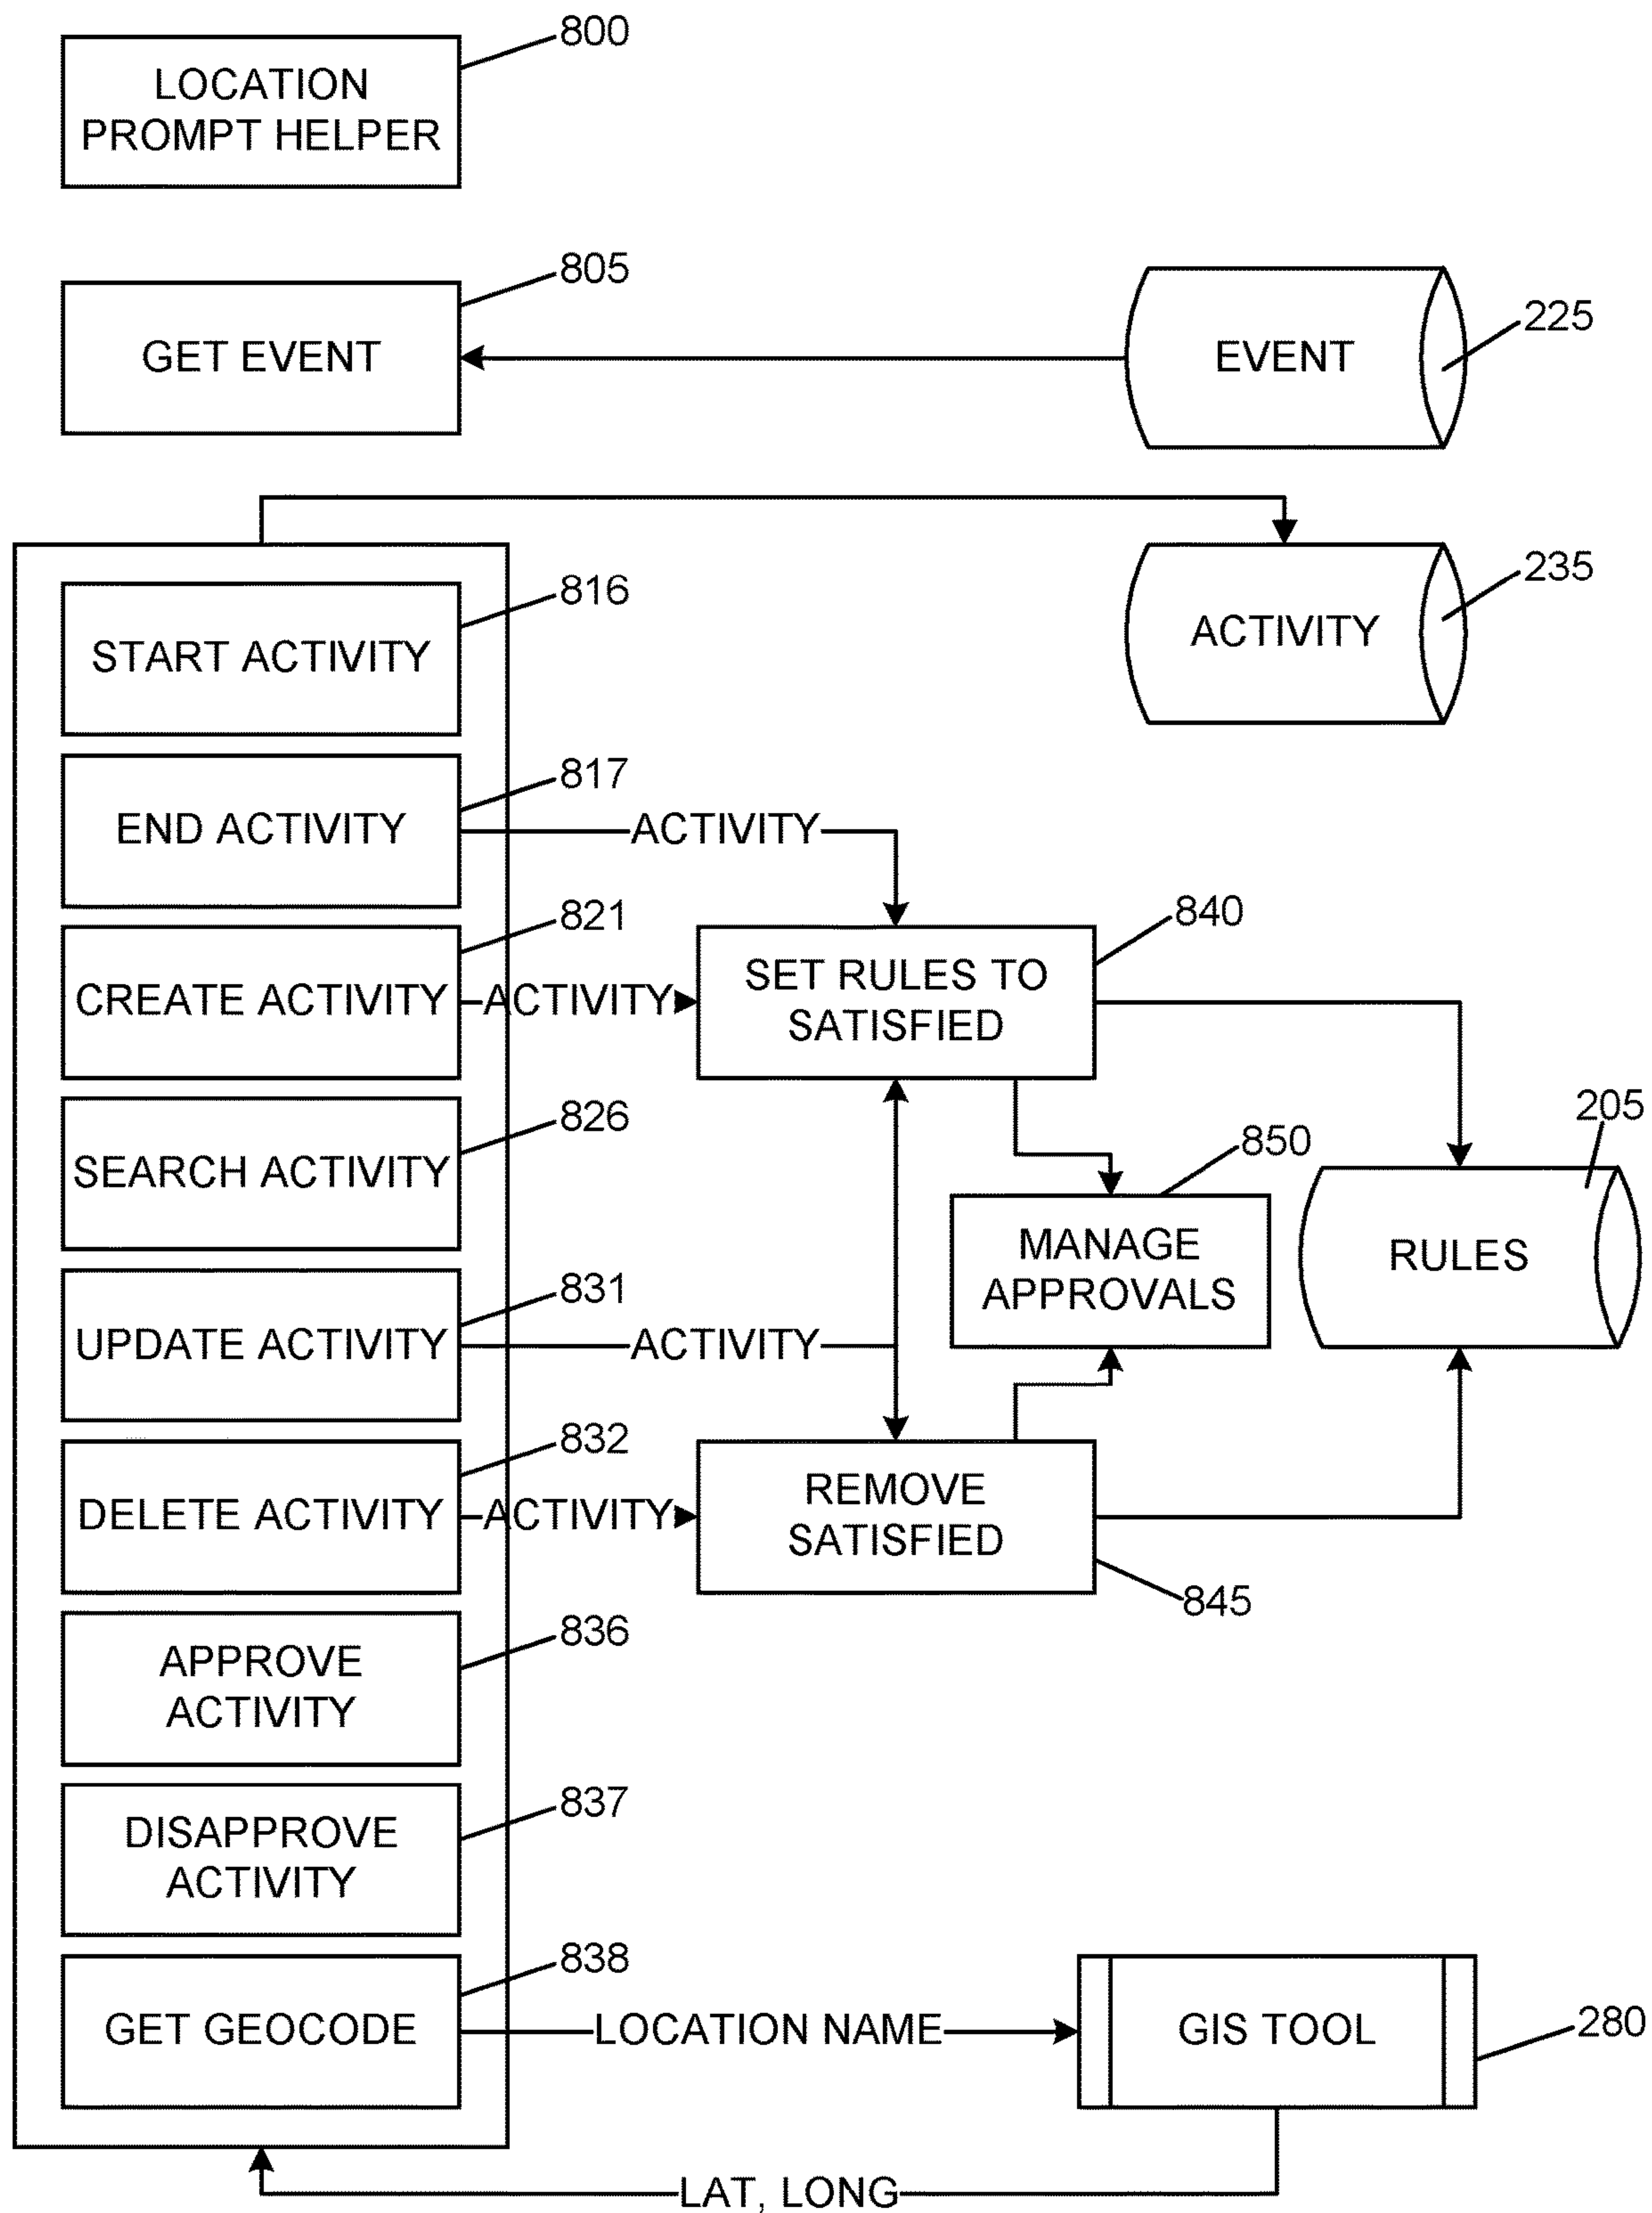 800
LOCATION
PROMPT HELPER
805
GET EVENT
EVENT
225
816
START ACTIVITY
ACTIVITY
235
817
END ACTIVITY
ACTIVITY
821
CREATE ACTIVITY
ACTIVITY
SET RULES TO
SATISFIED
840
826
SEARCH ACTIVITY
850
MANAGE
APPROVALS
205
RULES
831
UPDATE ACTIVITY
ACTIVITY
832
DELETE ACTIVITY
ACTIVITY
REMOVE
SATISFIED
845
836
APPROVE
ACTIVITY
837
DISAPPROVE
ACTIVITY
838
GET GEOCODE
LOCATION NAME
GIS TOOL
280
LAT, LONG